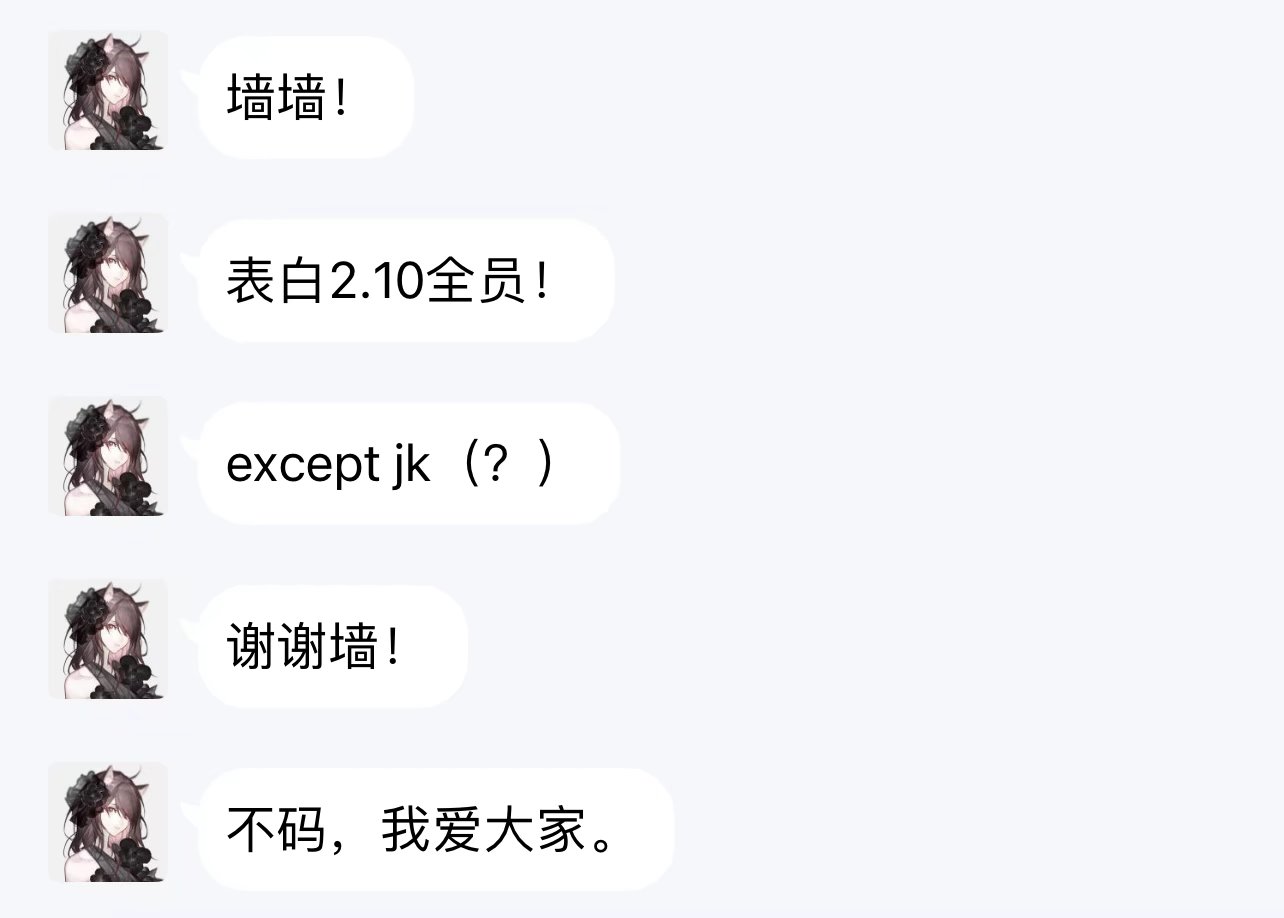 墙墙！
表白2.10全员！
except jk（？）
谢谢墙！
不码，我爱大家。